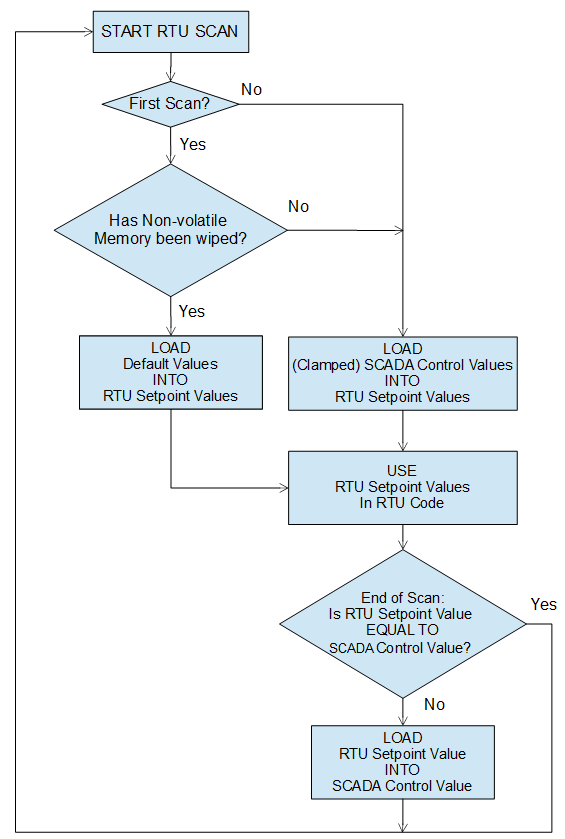 START RTU SCAN
First Scan?
No
Yes
Has Non-volatile
Memory been wiped?
No
Yes
LOAD
Default Values
INTO
RTU Setpoint Values
LOAD
(Clamped) SCADA Control Values
INTO
RTU Setpoint Values
USE
RTU Setpoint Values
In RTU Code
End of Scan:
Is RTU Setpoint Value
EQUAL TO
SCADA Control Value?
Yes
No
LOAD
RTU Setpoint Value
INTO
SCADA Control Value